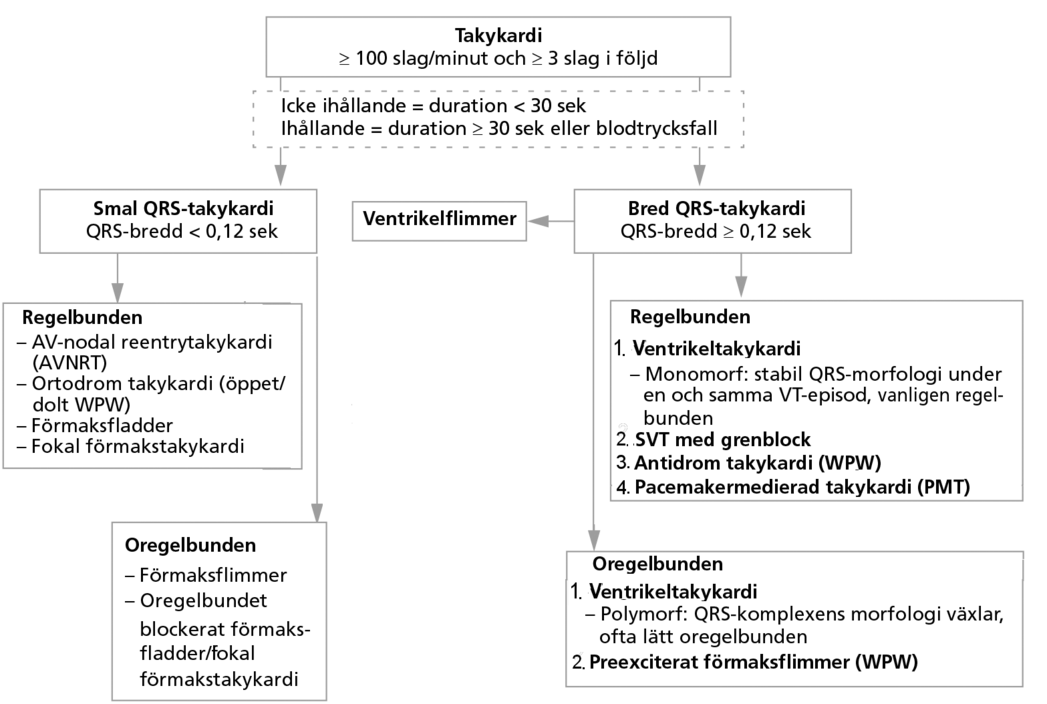 Takykardi
≥ 100 slag/minut och ≥ 3 slag i följd
Icke ihållande = duration < 30 sek
Ihållande = duration ≥ 30 sek eller blodtrycksfall
Smal QRS-takykardi
QRS-bredd < 0,12 sek
Ventrikelflimmer
Bred QRS-takykardi
QRS-bredd ≥ 0,12 sek
Regelbunden
– AV-nodal reentrytakykardi
(AVNRT)
– Ortodrom takykardi (öppet/
dolt WPW)
– Förmaksfladder
– Fokal förmakstakykardi
Regelbunden
1. Ventrikeltakykardi
– Monomorf: stabil QRS-morfologi under
en och samma VT-episod, vanligen regel-
bunden
2. SVT med grenblock
3. Antidrom takykardi (WPW)
4. Pacemakermedierad takykardi (PMT)
Oregelbunden
– Förmaksflimmer
– Oregelbundet
blockerat förmaks-
fladder/fokal
förmakstakykardi
Oregelbunden
1. Ventrikeltakykardi
– Polymorf: QRS-komplexens morfologi växlar,
ofta lätt oregelbunden
2. Preexciterat förmaksflimmer (WPW)